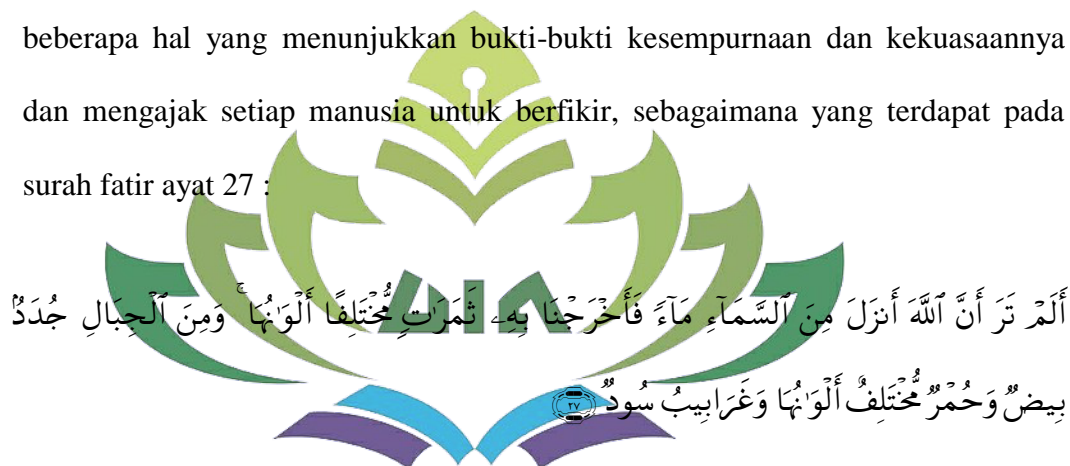 beberapa hal yang menunjukkan bukti-bukti kesempurnaan dan kekuasaannya
dan mengajak setiap manusia untuk berfikir, sebagaimana yang terdapat pada
surah fatir ayat 27 :
أَلَمۡ تَرَ أَنَّ ٱللَّهَ أَنزَلَ مِنَ ٱلسَّمَآءِ مَآءٗ فَأَخۡرَجۡنَا بِهِۦ ثَمَرَٰتٖ مُّخۡتَلِفًا أَلۡوَٰنُهَاۚ وَمِنَ ٱلۡجِبَالِ جُدَدُۢ
بِيضٞ وَحُمۡرٞ مُّخۡتَلِفٌ أَلۡوَٰنُهَا وَغَرَابِيبُ سُودٞ ٢٧